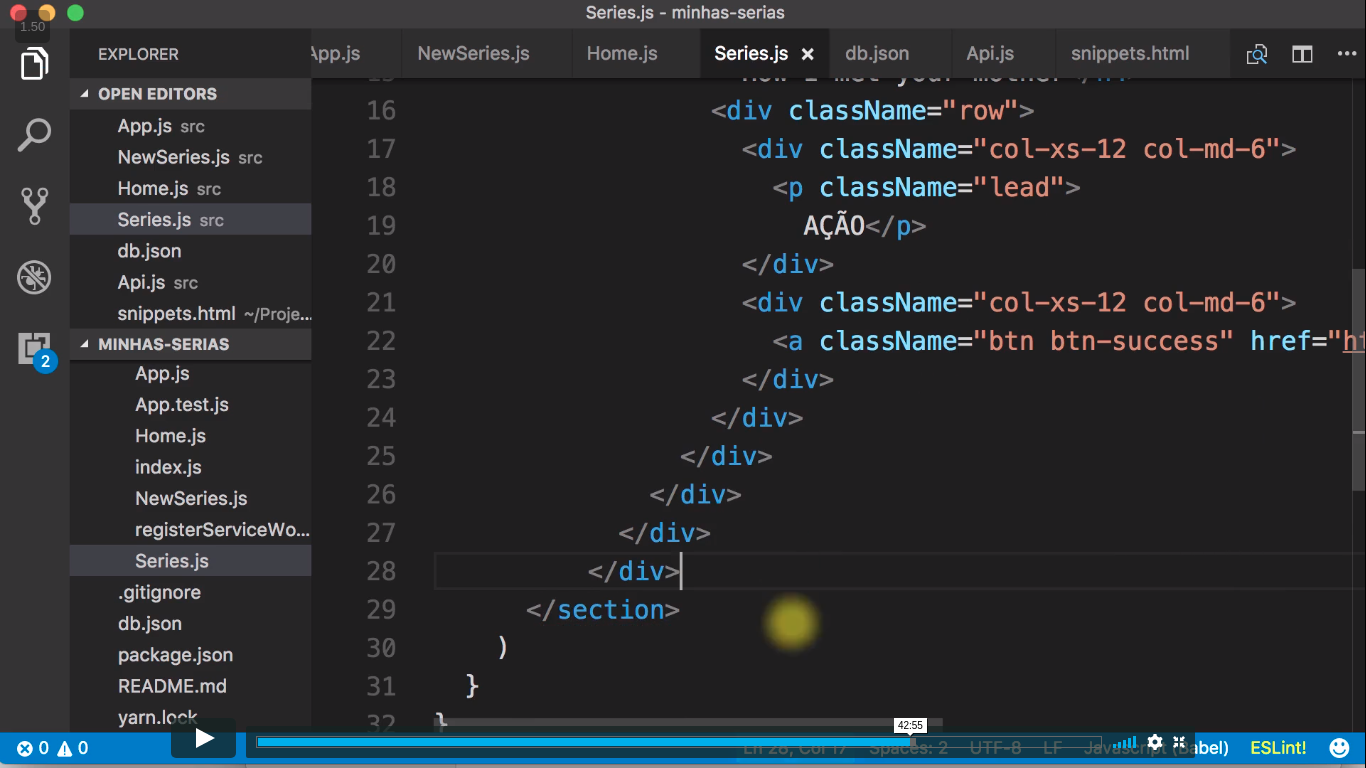 Series.js - minhas-serias
1.50
EXPLORER
App.js NewSeries.js Home.js Series.js × db.json Api.js snippets.html
OPEN EDITORS
App.js src
NewSeries.js src
Home.js src
Series.js src
db.json
Api.js src
snippets.html ~/Proje...
MINHAS-SERIAS
App.js
App.test.js
Home.js
index.js
NewSeries.js
registerServiceWo...
Series.js
.gitignore
db.json
package.json
README.md
yarn.lock
2
15 How I met your mother</h1>
16 <div className="row">
17 <div className="col-xs-12 col-md-6">
18 <p className="lead">
19 AÇÃO</p>
20 </div>
21 <div className="col-xs-12 col-md-6">
22 <a className="btn btn-success" href="ht
23 </div>
24 </div>
25 </div>
26 </div>
27 </div>
28 </div>
29 </section>
30 )
31 }
32 }
42:55
0 0 Ln 28, Col 17 Spaces: 2 UTF-8 LF Javascript (Babel) ESLint!